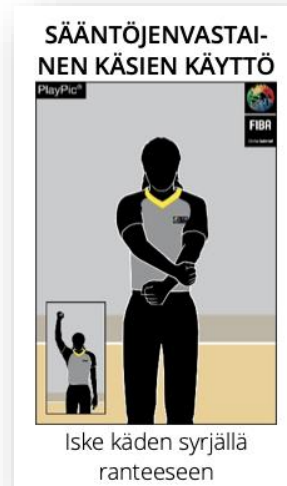 SÄÄNTÖJENVASTAI-
NEN KÄSIEN KÄYTTÖ
PlayPic®
FIBA
Iske käden syrjällä
ranteeseen